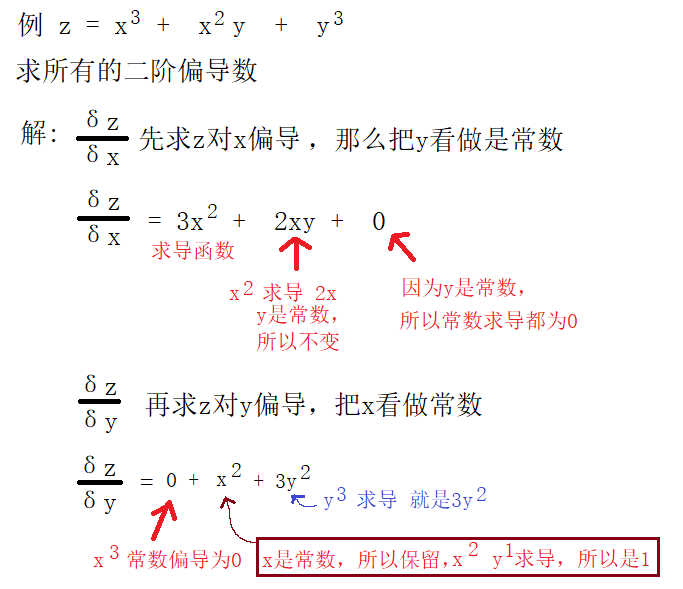 例 z = x³ + x²y + y³
求所有的二阶偏导数
解: δz/δx 先求z对x偏导，那么把y看做是常数
δz/δx = 3x² + 2xy + 0
求导函数
x² 求导 2x
y是常数，
所以不变
因为y是常数，
所以常数求导都为0
δz/δy 再求z对y偏导，把x看做常数
δz/δy = 0 + x² + 3y²
y³ 求导 就是3y²
x³常数偏导为0
x是常数，所以保留，x² y¹求导，所以是1